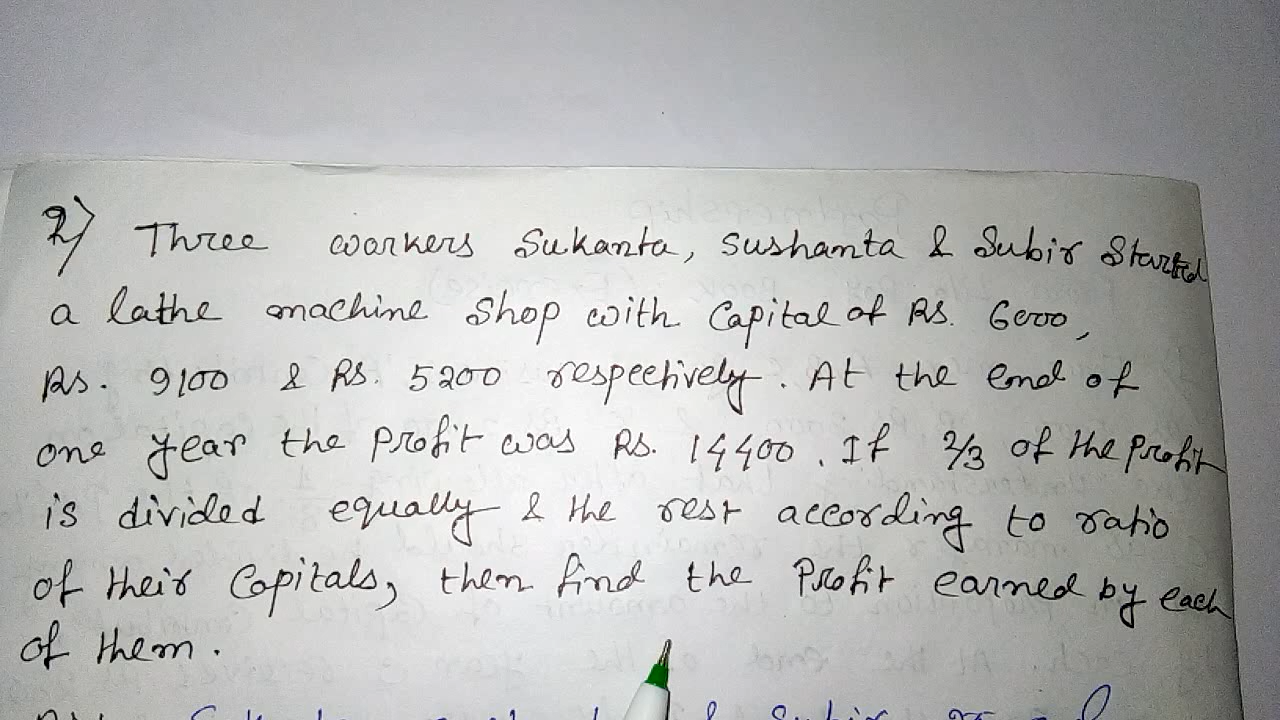 2) Three workers Sukanta, Sushanta & Subir Started
a lathe machine Shop with Capital of Rs. 6000,
Rs. 9100 & Rs. 5200 respectively. At the end of
one year the profit was Rs. 14400. If 2/3 of the profit
is divided equally & the rest according to ratio
of their Capitals, then find the Profit earned by each
of them.